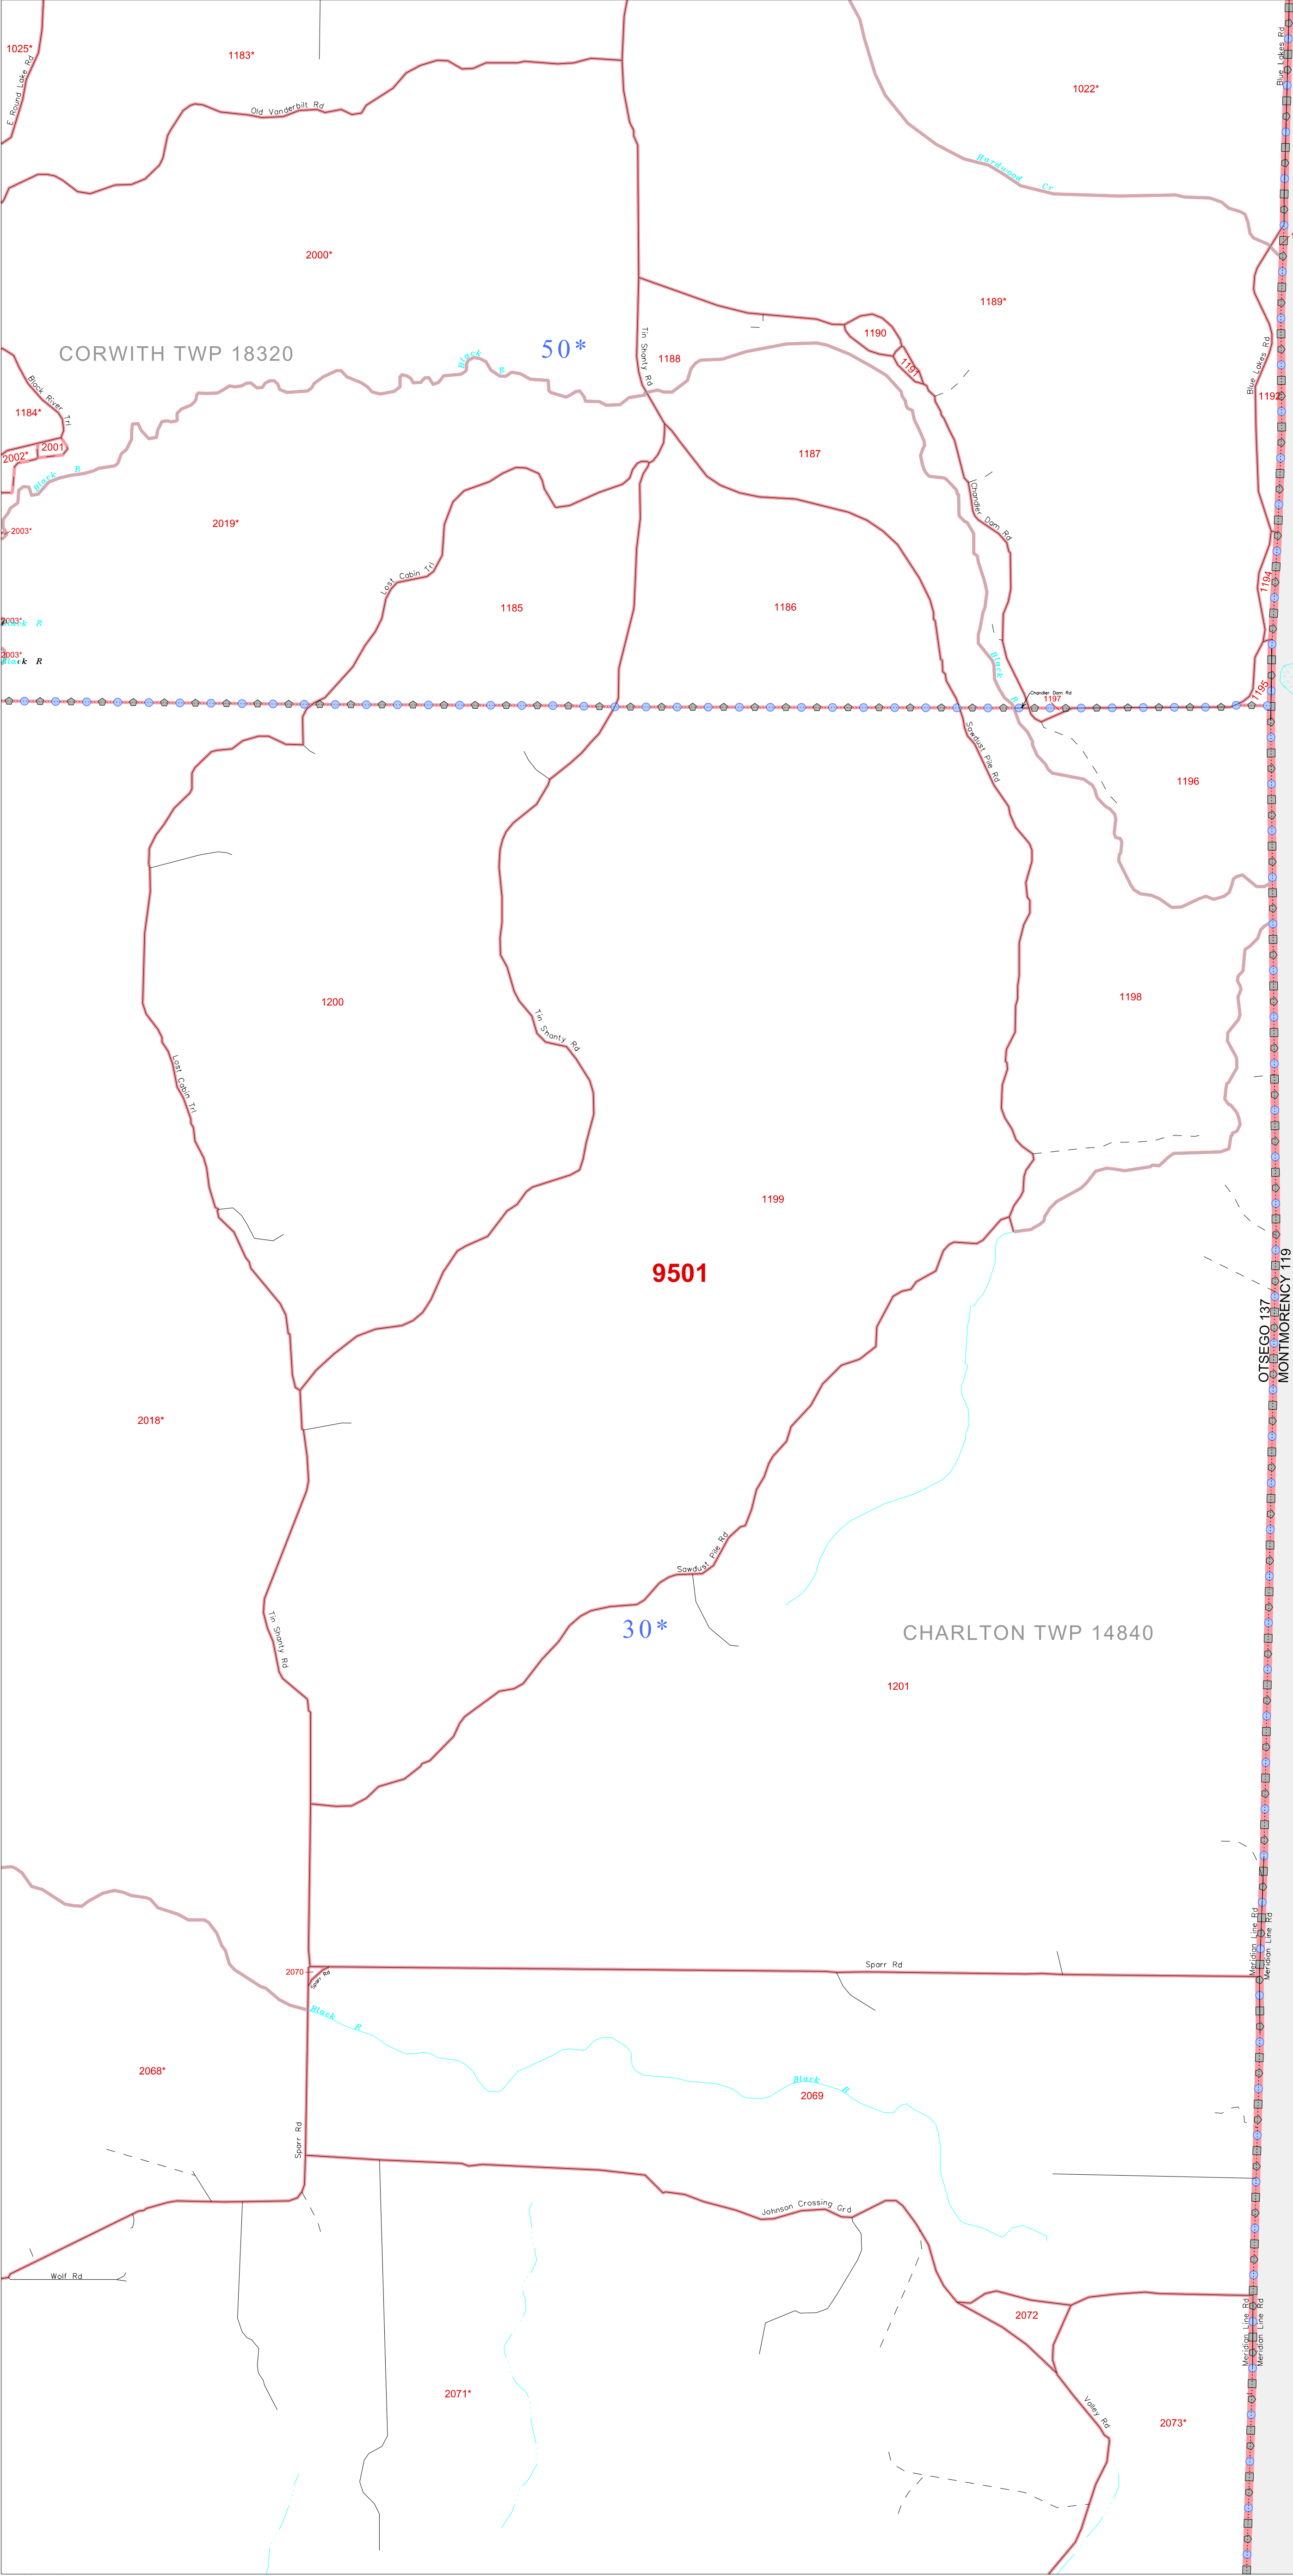 1025*
1183*
E Round Lake Rd
Old Vanderbilt Rd
Blue Lakes Rd
1022*
Hardwood Cr
2000*
1189*
CORWITH TWP 18320
50*
Black R
Tin Shanty Rd
1188
1190
1191
Blue Lakes Rd
1192
Black River Trl
1184*
2001
2002*
Black R
1187
2003*
2019*
Chandler Dam Rd
Lost Cabin Trl
1194
1185
1186
2003*
Black R
2003*
Black R
Black R
1195
Chandler Dam Rd
1197
Sawdust Pile Rd
1196
1200
1198
Tin Shanty Rd
Lost Cabin Trl
1199
9501
OTSEGO 137
MONTMORENCY 119
2018*
Sawdust Pile Rd
30*
CHARLTON TWP 14840
Tin Shanty Rd
1201
Meridian Line Rd
Meridian Line Rd
Sparr Rd
2070
Sparr Rd
Black R
2068*
Black R
2069
Sparr Rd
Johnson Crossing Grd
Wolf Rd
2072
Meridian Line Rd
Meridian Line Rd
2071*
Valley Rd
2073*